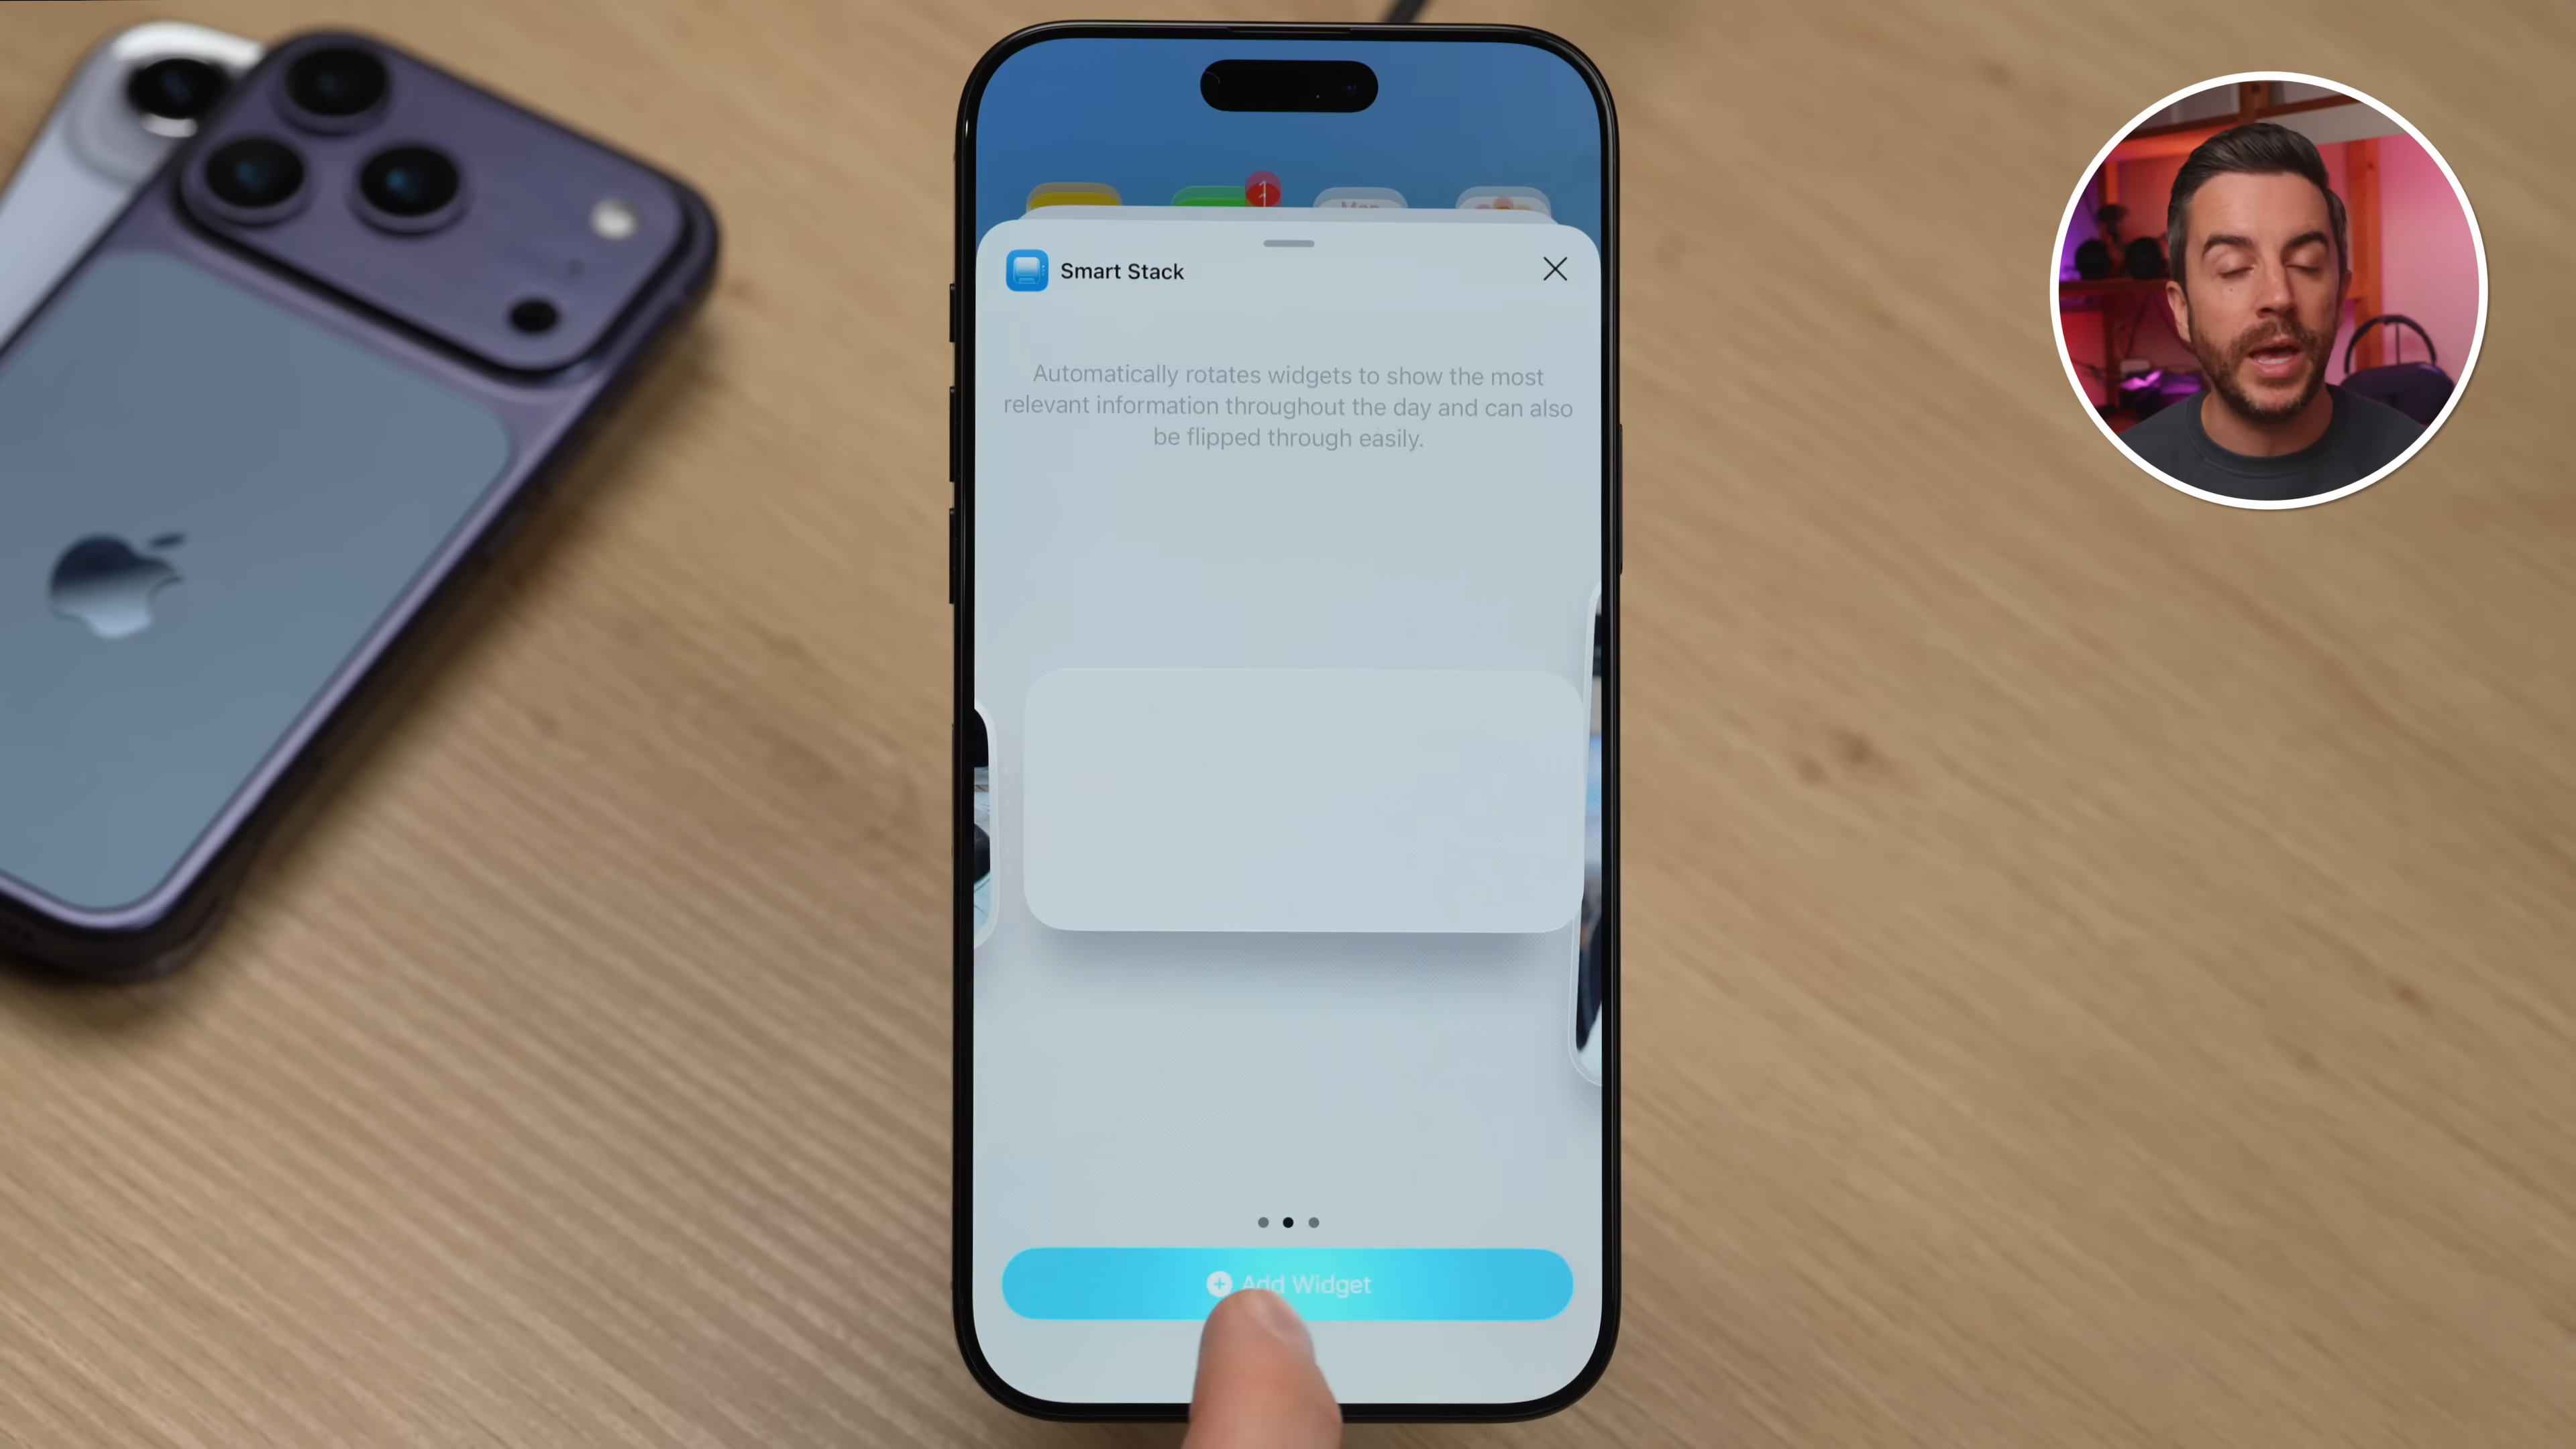 1
Smart Stack
Automatically rotates widgets to show the most
relevant information throughout the day and can also
be flipped through easily.
Add Widget